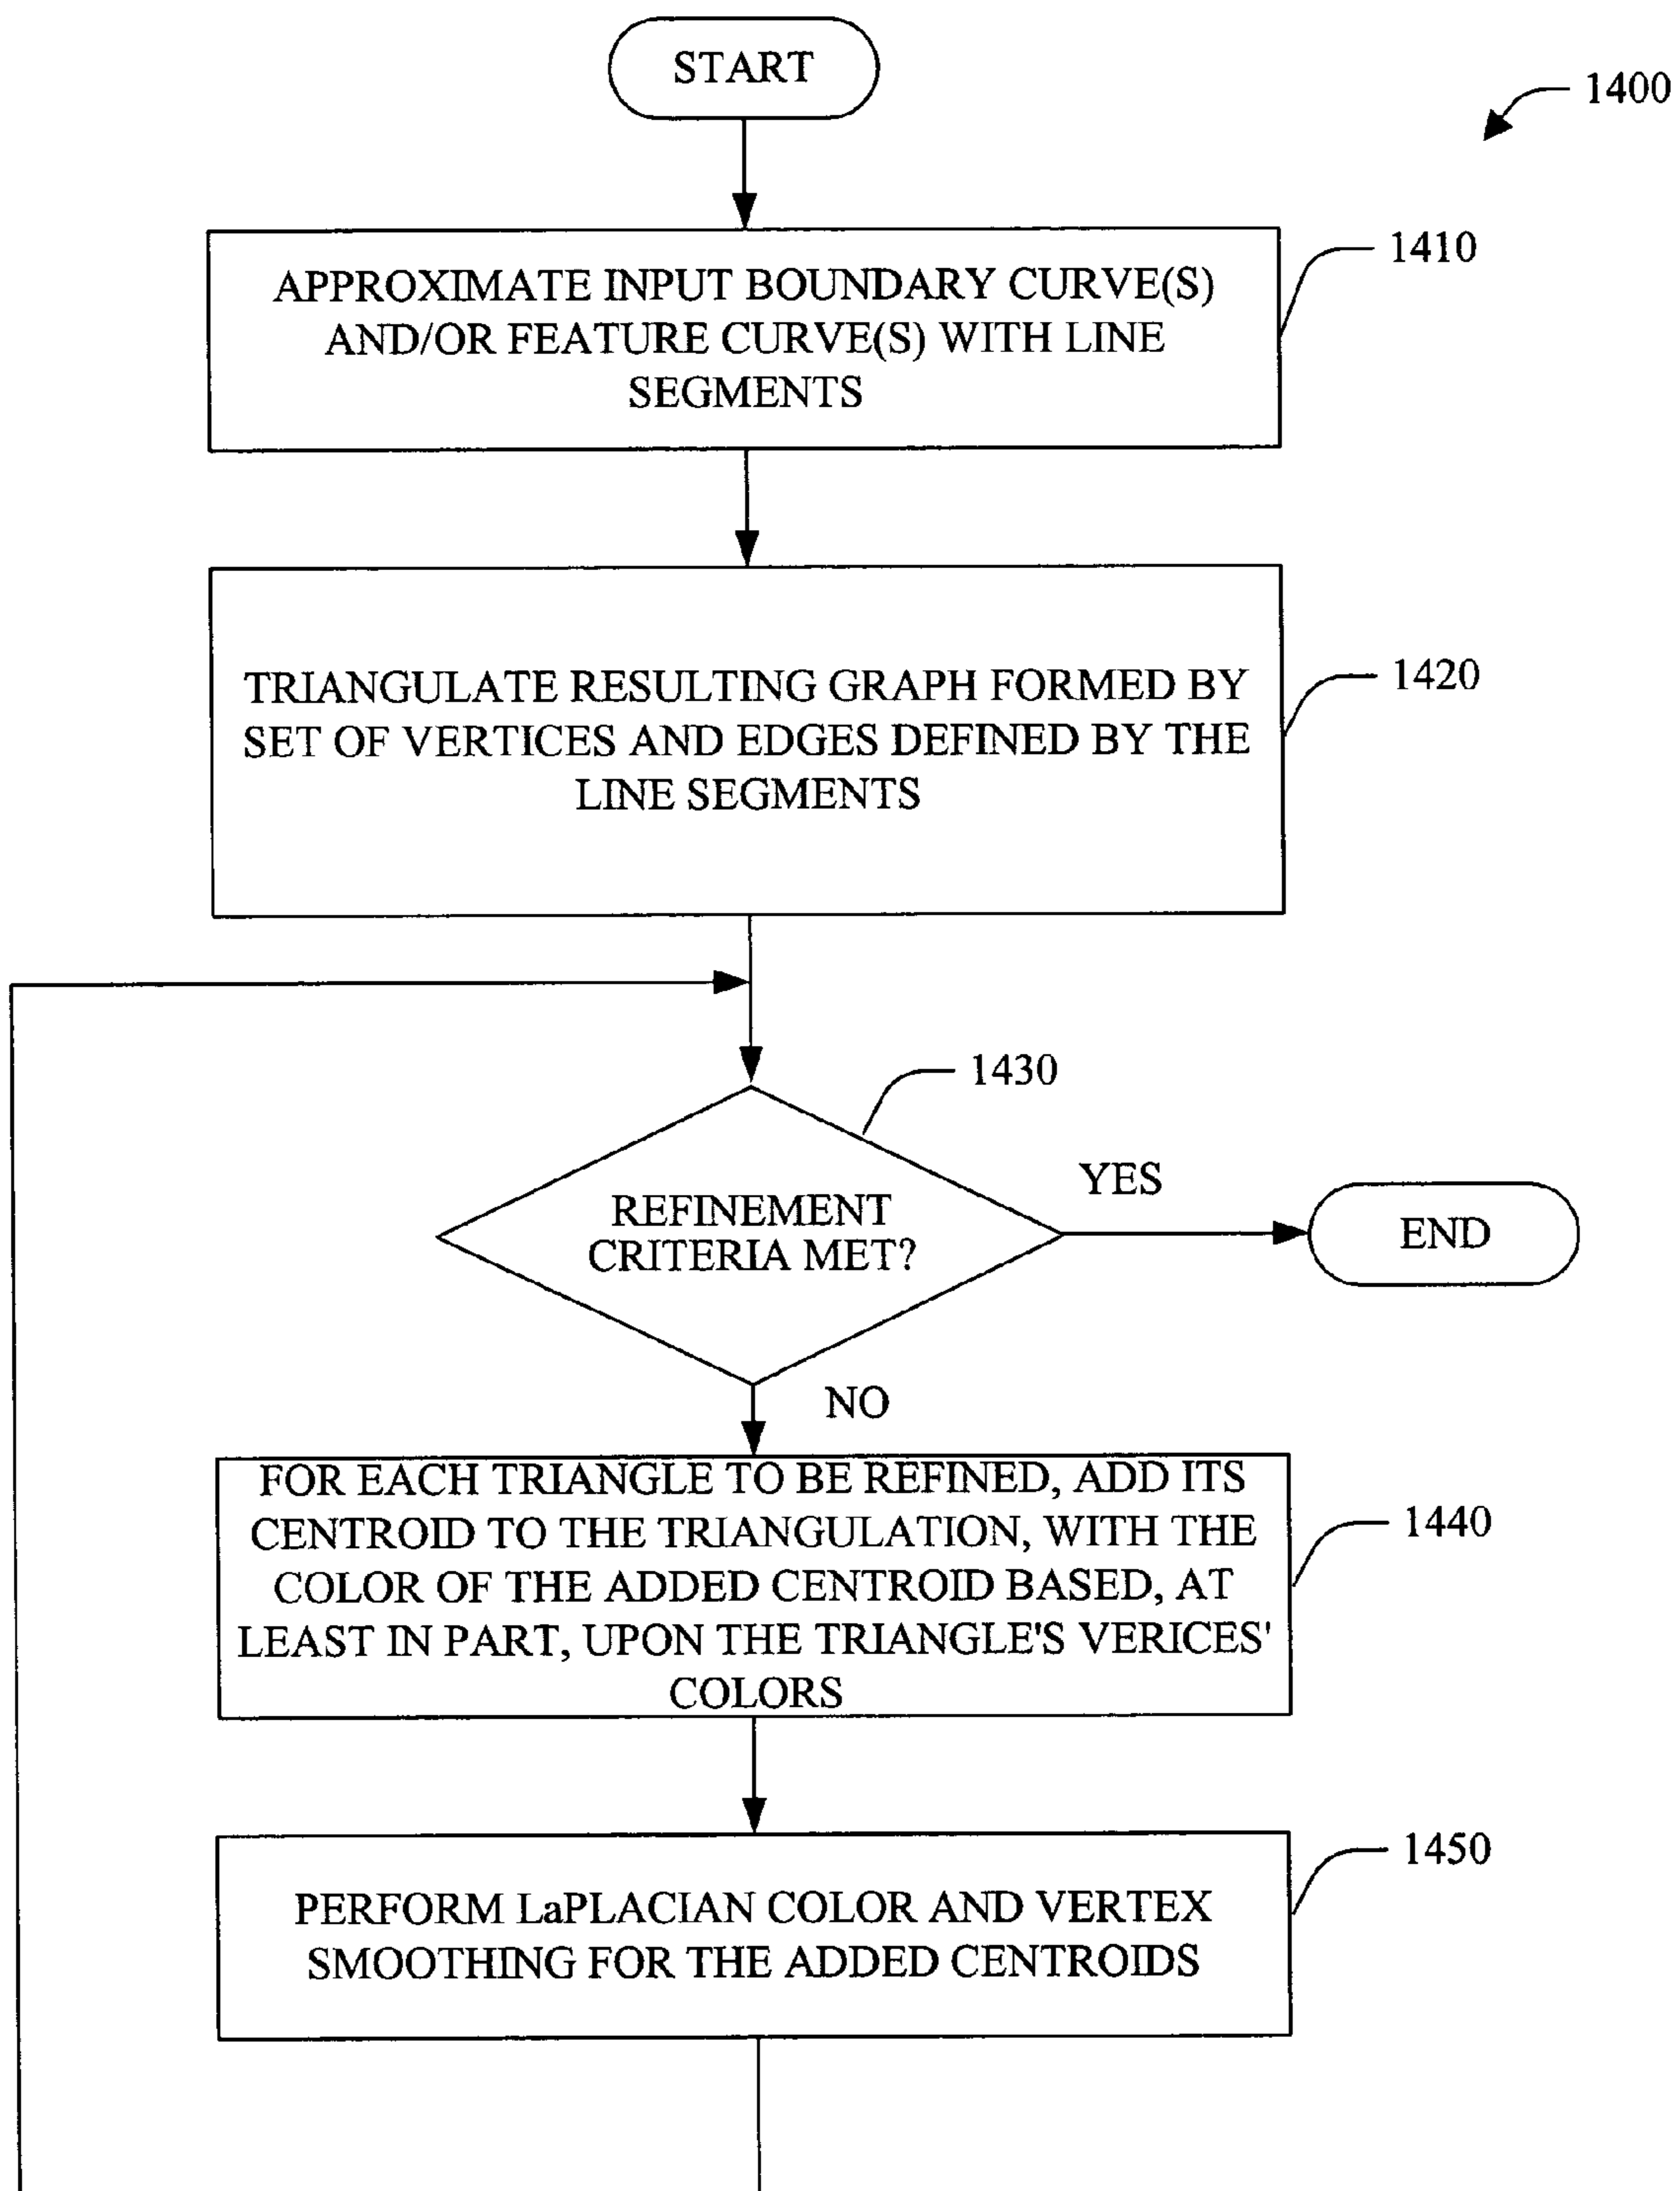 START
1400
1410
APPROXIMATE INPUT BOUNDARY CURVE(S)
AND/OR FEATURE CURVE(S) WITH LINE
SEGMENTS
1420
TRIANGULATE RESULTING GRAPH FORMED BY
SET OF VERTICES AND EDGES DEFINED BY THE
LINE SEGMENTS
1430
REFINEMENT
CRITERIA MET?
YES
END
NO
FOR EACH TRIANGLE TO BE REFINED, ADD ITS
CENTROID TO THE TRIANGULATION, WITH THE
COLOR OF THE ADDED CENTROID BASED, AT
LEAST IN PART, UPON THE TRIANGLE'S VERICES'
COLORS
1440
1450
PERFORM LaPLACIAN COLOR AND VERTEX
SMOOTHING FOR THE ADDED CENTROIDS